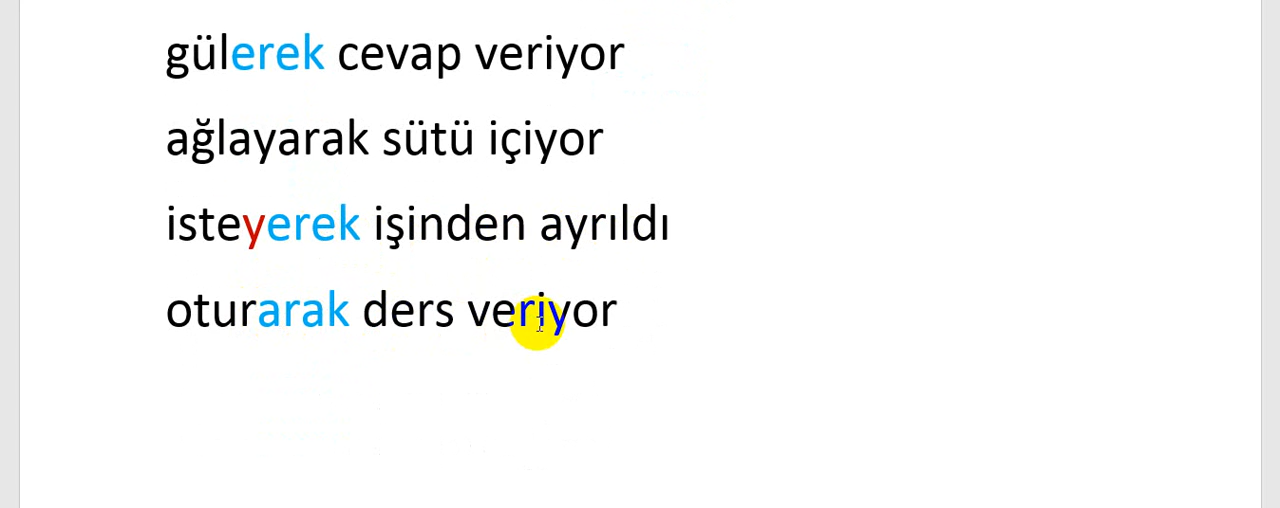 gülerek cevap veriyor
ağlayarak sütü içiyor
isteyerek işinden ayrıldı
oturarak ders veriyor